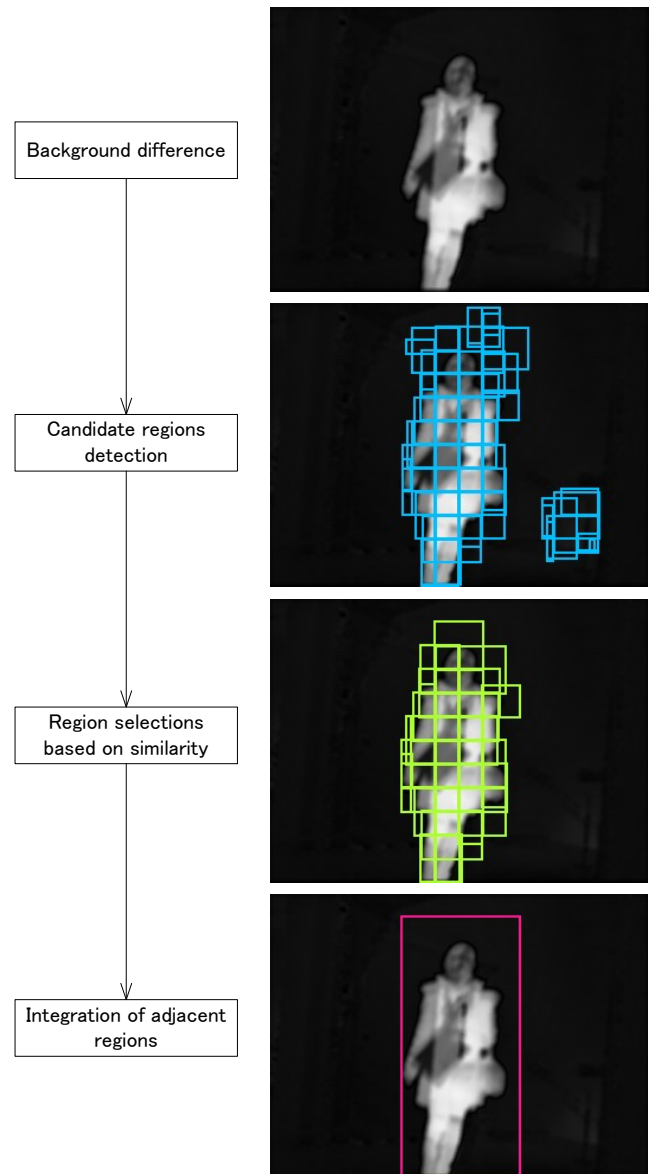 Background difference
Candidate regions
detection
Region selections
based on similarity
Integration of adjacent
regions